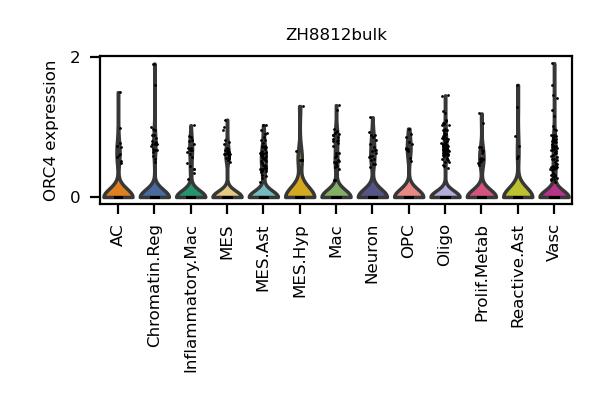 ZH8812bulk
ORC4 expression
2
0
AC
Chromatin.Reg
Inflammatory.Mac
MES
MES.Ast
MES.Hyp
Mac
Neuron
OPC
Oligo
Prolif.Metab
Reactive.Ast
Vasc